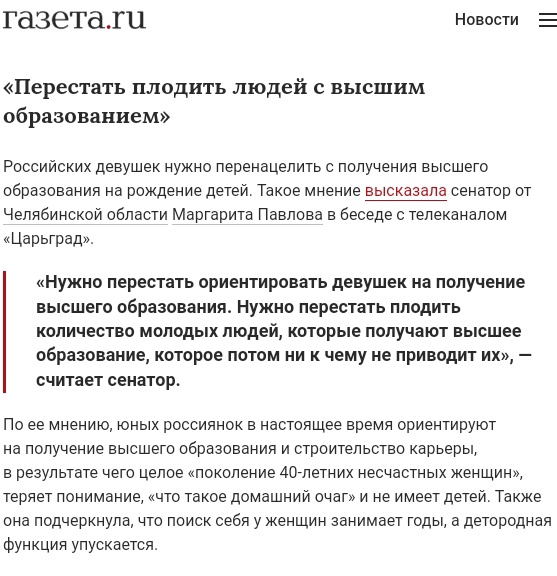 газета.ru
Новости
«Перестать плодить людей с высшим
образованием»
Российских девушек нужно перенацелить с получения высшего
образования на рождение детей. Такое мнение высказала сенатор от
Челябинской области Маргарита Павлова в беседе с телеканалом
«Царьград».
«Нужно перестать ориентировать девушек на получение
высшего образования. Нужно перестать плодить
количество молодых людей, которые получают высшее
образование, которое потом ни к чему не приводит их», —
считает сенатор.
По ее мнению, юных россиянок в настоящее время ориентируют
на получение высшего образования и строительство карьеры,
в результате чего целое «поколение 40-летних несчастных женщин»,
теряет понимание, «что такое домашний очаг» и не имеет детей. Также
она подчеркнула, что поиск себя у женщин занимает годы, а детородная
функция упускается.